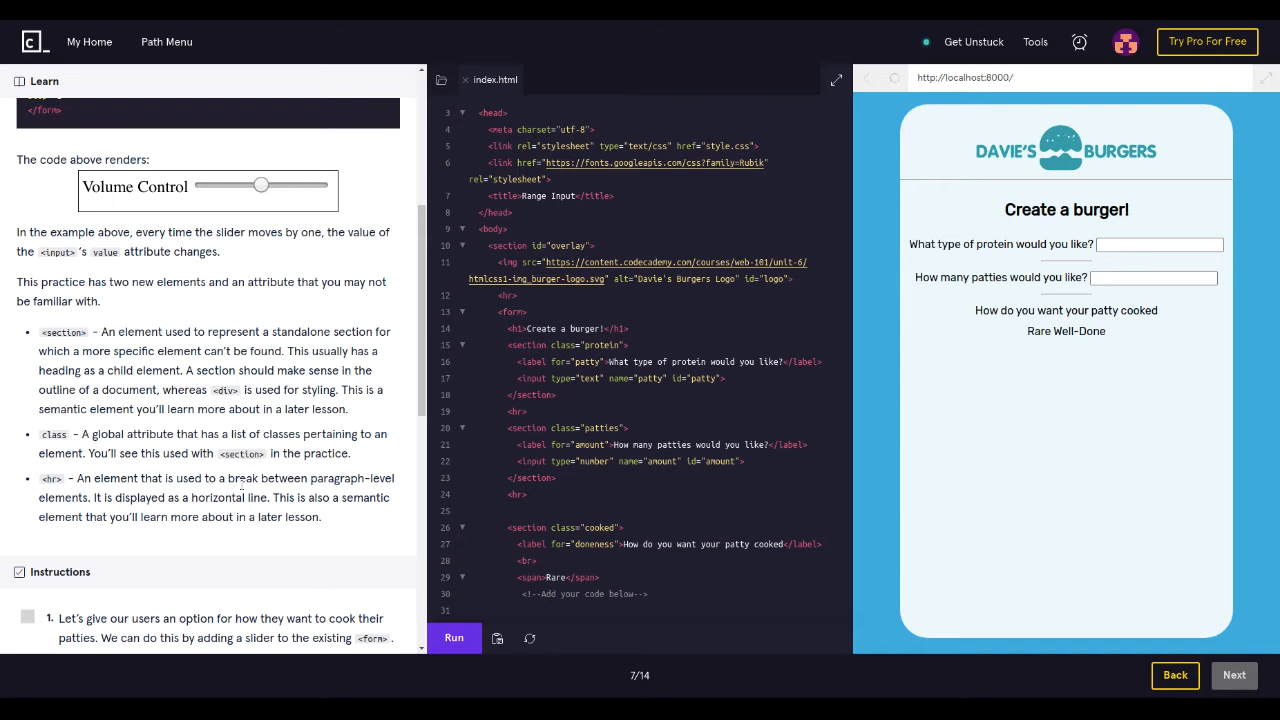 My Home
Path Menu
Get Unstuck
Tools
Try Pro For Free
Learn
</form>
The code above renders:
Volume Control
In the example above, every time the slider moves by one, the value of
the <input>'s value attribute changes.
This practice has two new elements and an attribute that you may not
be familiar with.
<section> - An element used to represent a standalone section for
which a more specific element can't be found. This usually has a
heading as a child element. A section should make sense in the
outline of a document, whereas <div> is used for styling. This is a
semantic element you'll learn more about in a later lesson.
class - A global attribute that has a list of classes pertaining to an
element. You'll see this used with <section> in the practice.
<hr> - An element that is used to a break between paragraph-level
elements. It is displayed as a horizontal line. This is also a semantic
element that you'll learn more about in a later lesson.
Instructions
1. Let's give our users an option for how they want to cook their
patties. We can do this by adding a slider to the existing <form>.
index.html
3 <head>
4 <meta charset="utf-8">
5 <link rel="stylesheet" type="text/css" href="style.css">
6 <link href="https://fonts.googleapis.com/css?family=Rubik"
rel="stylesheet">
7 <title>Range Input</title>
8 </head>
9 <body>
10 <section id="overlay">
11 <img src="https://content.codecademy.com/courses/web-101/unit-6/
htmlcss1-img_burger-logo.svg" alt="Davie's Burgers Logo" id="logo">
12 <hr>
13 <form>
14 <h1>Create a burger!</h1>
15 <section class="protein">
16 <label for="patty">What type of protein would you like?</label>
17 <input type="text" name="patty" id="patty">
18 </section>
19 <hr>
20 <section class="patties">
21 <label for="amount">How many patties would you like?</label>
22 <input type="number" name="amount" id="amount">
23 </section>
24 <hr>
25
26 <section class="cooked">
27 <label for="doneness">How do you want your patty cooked</label>
28 <br>
29 <span>Rare</span>
30 <!--Add your code below-->
31
Run
http://localhost:8000/
DAVIE'S BURGERS
Create a burger!
What type of protein would you like?
How many patties would you like?
How do you want your patty cooked
Rare Well-Done
7/14
Back
Next